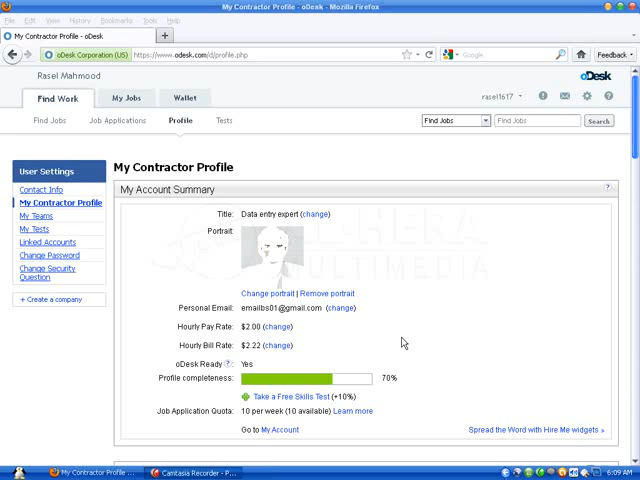 My Contractor Profile - oDesk - Mozilla Firefox
File Edit View History Bookmarks Tools Help
My Contractor Profile - oDesk
oDesk Corporation (US) https://www.odesk.com/d/profile.php Google Feedback
Rasel Mahmood
oDesk
Find Work My Jobs Wallet rasel1617
Find Jobs Job Applications Profile Tests Find Jobs Find Jobs Search
User Settings
Contact Info
My Contractor Profile
My Teams
My Tests
Linked Accounts
Change Password
Change Security
Question
+ Create a company
My Contractor Profile
My Account Summary
Title: Data entry expert (change)
Portrait:
MULTIMEDIA
Change portrait | Remove portrait
Personal Email: emailbs01@gmail.com (change)
Hourly Pay Rate: $2.00 (change)
Hourly Bill Rate: $2.22 (change)
oDesk Ready ?: Yes
Profile completeness: 70%
Take a Free Skills Test (+10%)
Job Application Quota: 10 per week (10 available) Learn more
Go to My Account Spread the Word with Hire Me widgets »
My Contractor Profile ... Camtasia Recorder - P... 6:09 AM